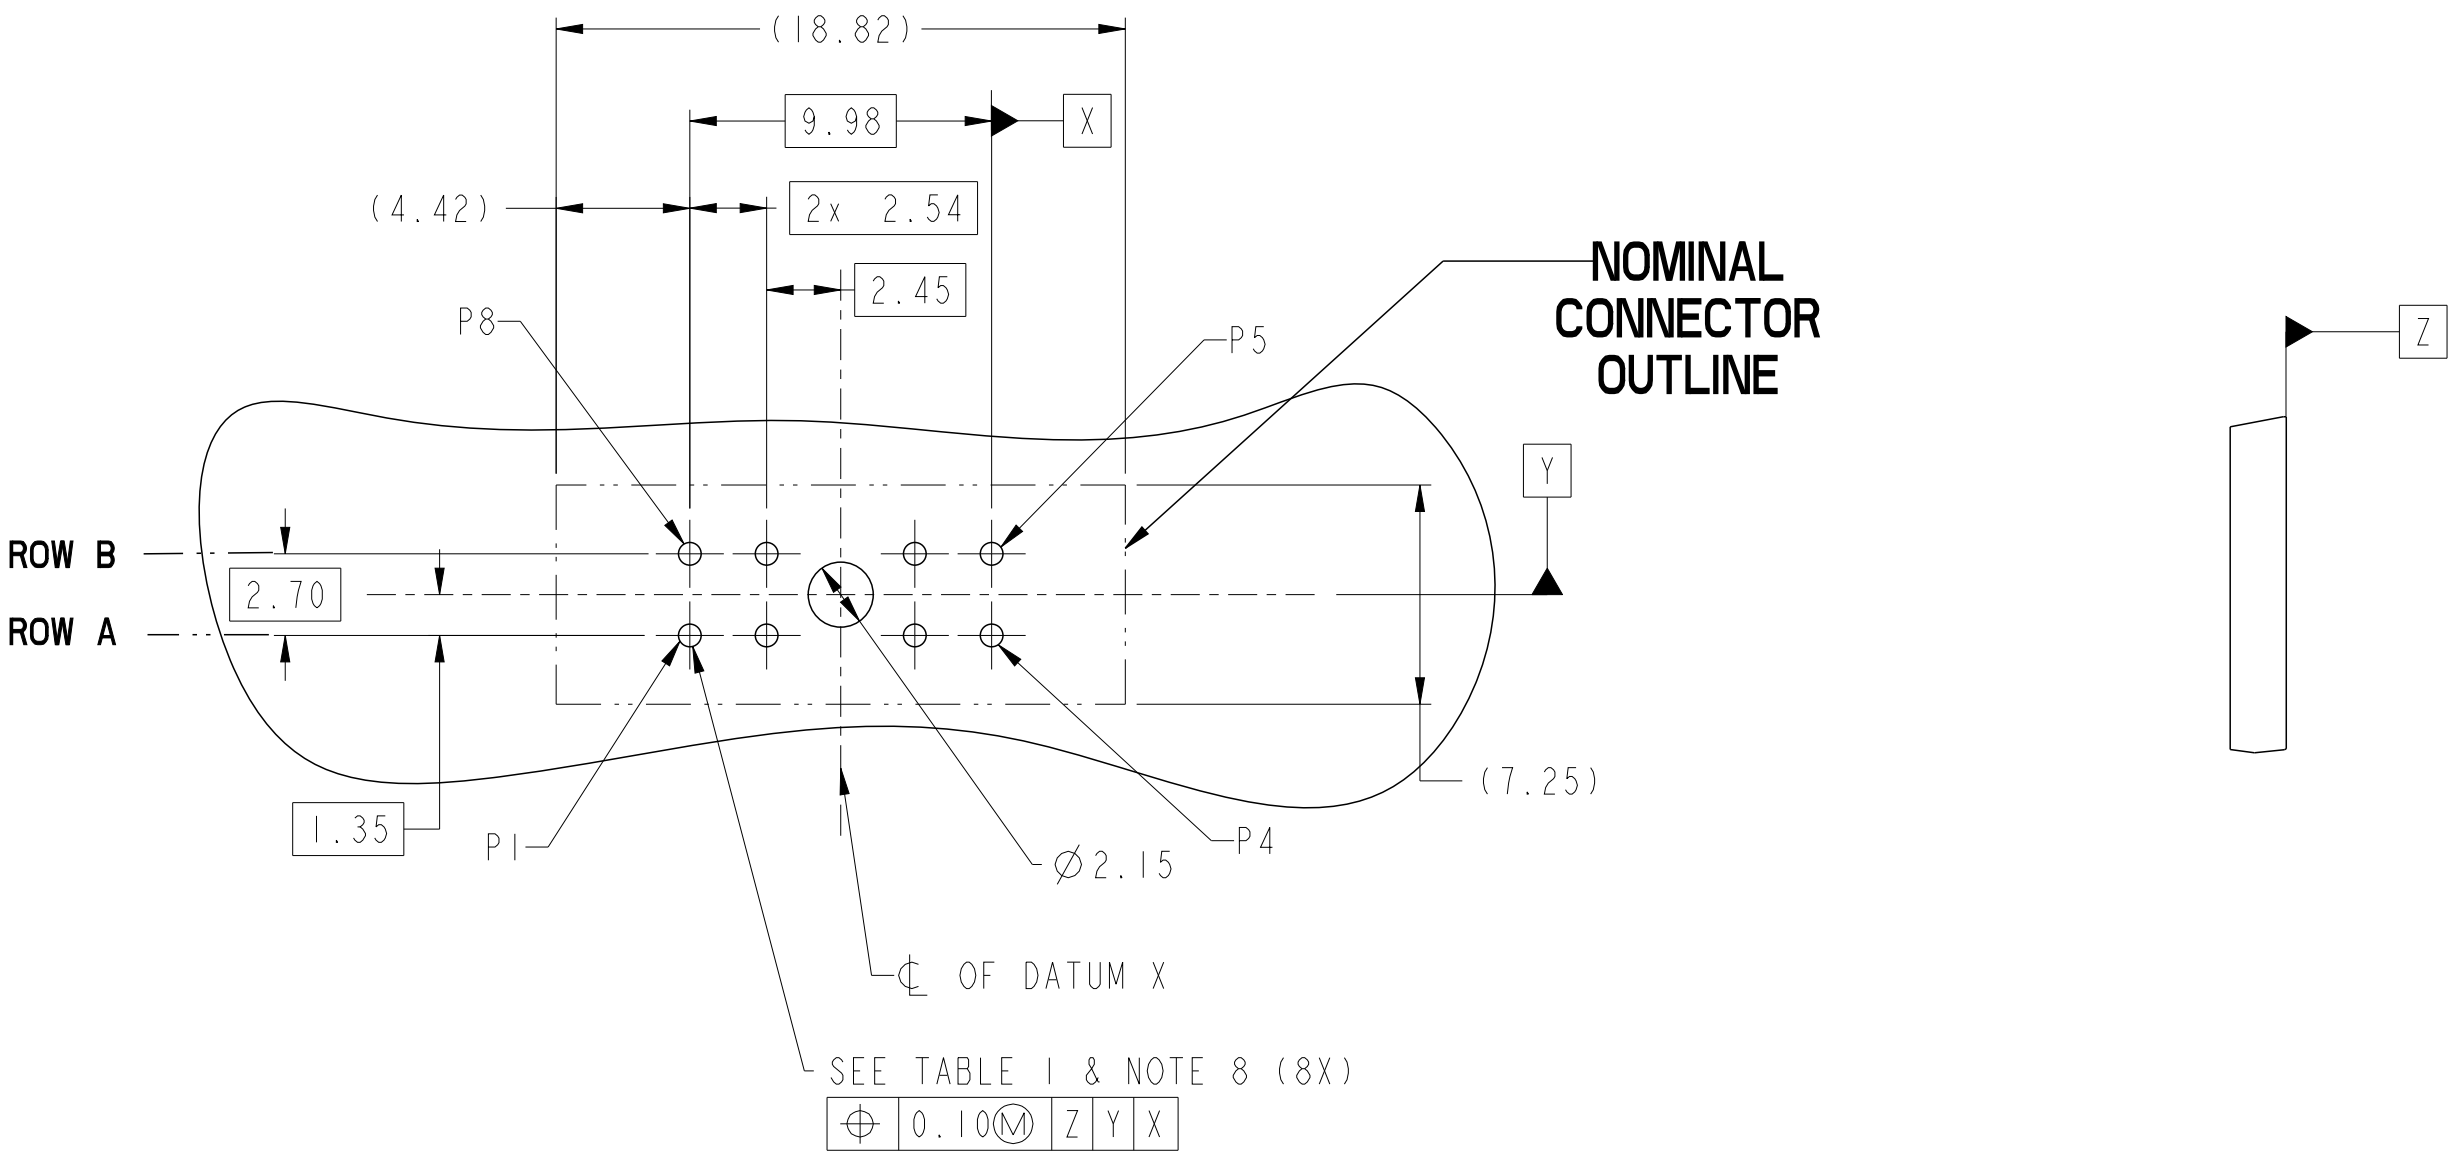 (18.82)
9.98
X
(4.42)
2x 2.54
2.45
P8
P5
NOMINAL
CONNECTOR
OUTLINE
Z
Y
ROW B
2.70
ROW A
(7.25)
1.35
P1
P4
⌀2.15
℄ OF DATUM X
SEE TABLE 1 & NOTE 8 (8X)
⌖ 0.10Ⓜ Z Y X